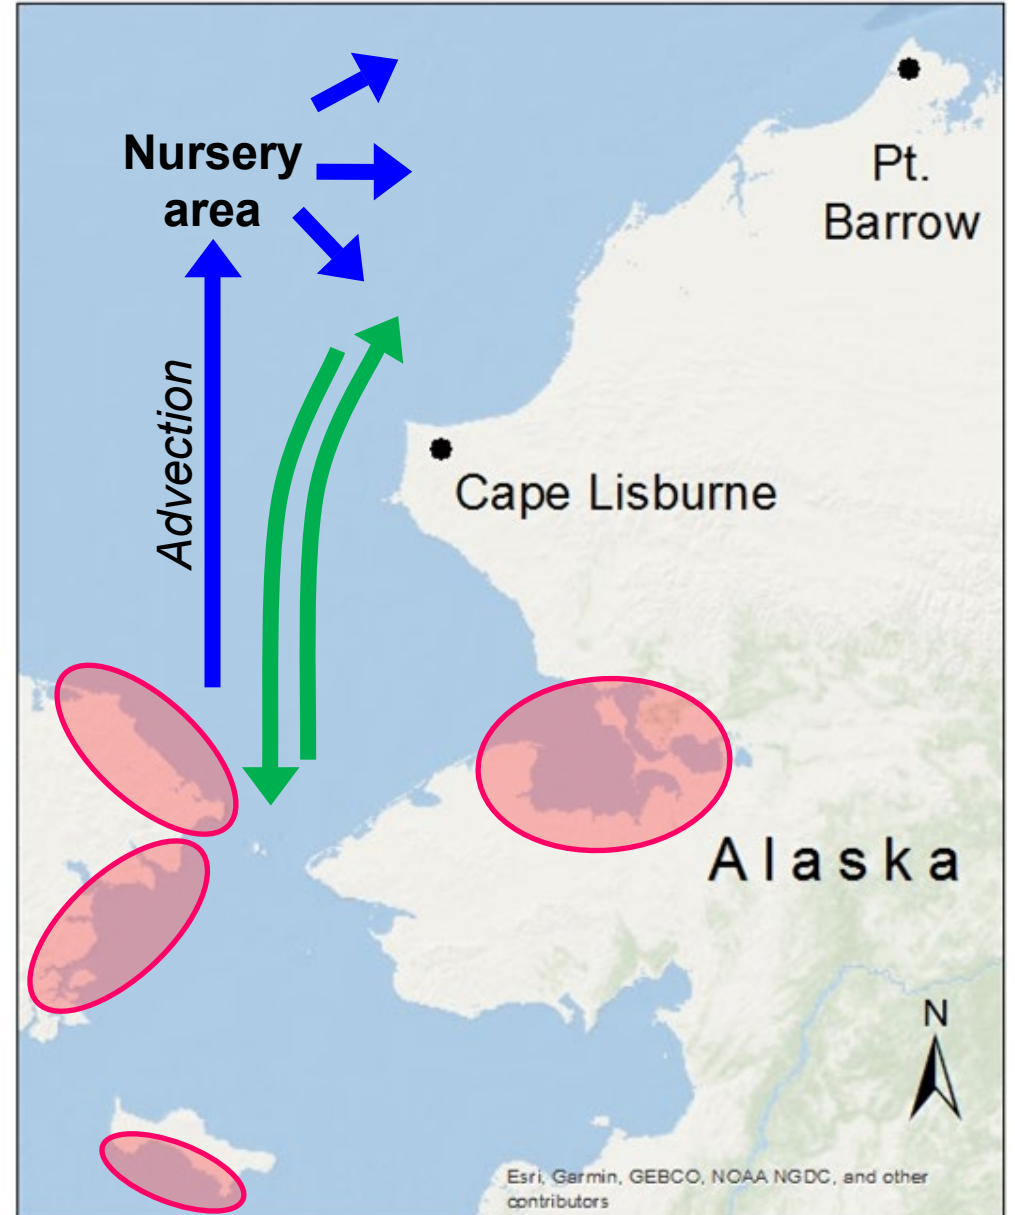 Nursery
area
Pt.
Barrow
Advection
Cape Lisburne
Alaska
N
Esri, Garmin, GEBCO, NOAA NGDC, and other
contributors